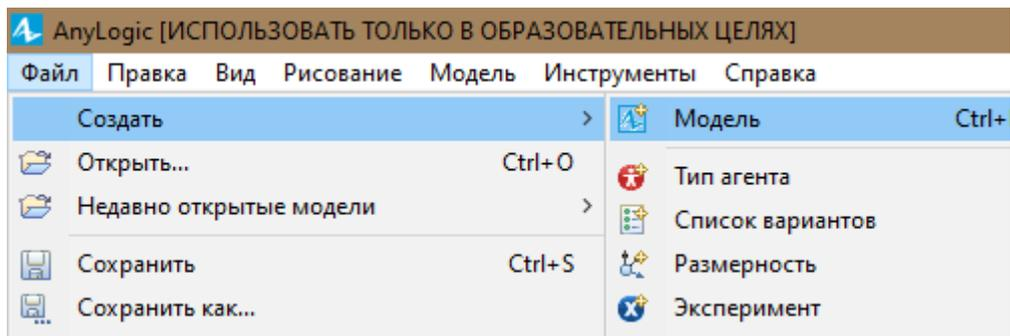 AnyLogic [ИСПОЛЬЗОВАТЬ ТОЛЬКО В ОБРАЗОВАТЕЛЬНЫХ ЦЕЛЯХ]
Файл Правка Вид Рисование Модель Инструменты Справка
Создать > Модель Ctrl+
Открыть... Ctrl+O
Тип агента
Недавно открытые модели >
Список вариантов
Сохранить Ctrl+S
Размерность
Сохранить как...
Эксперимент